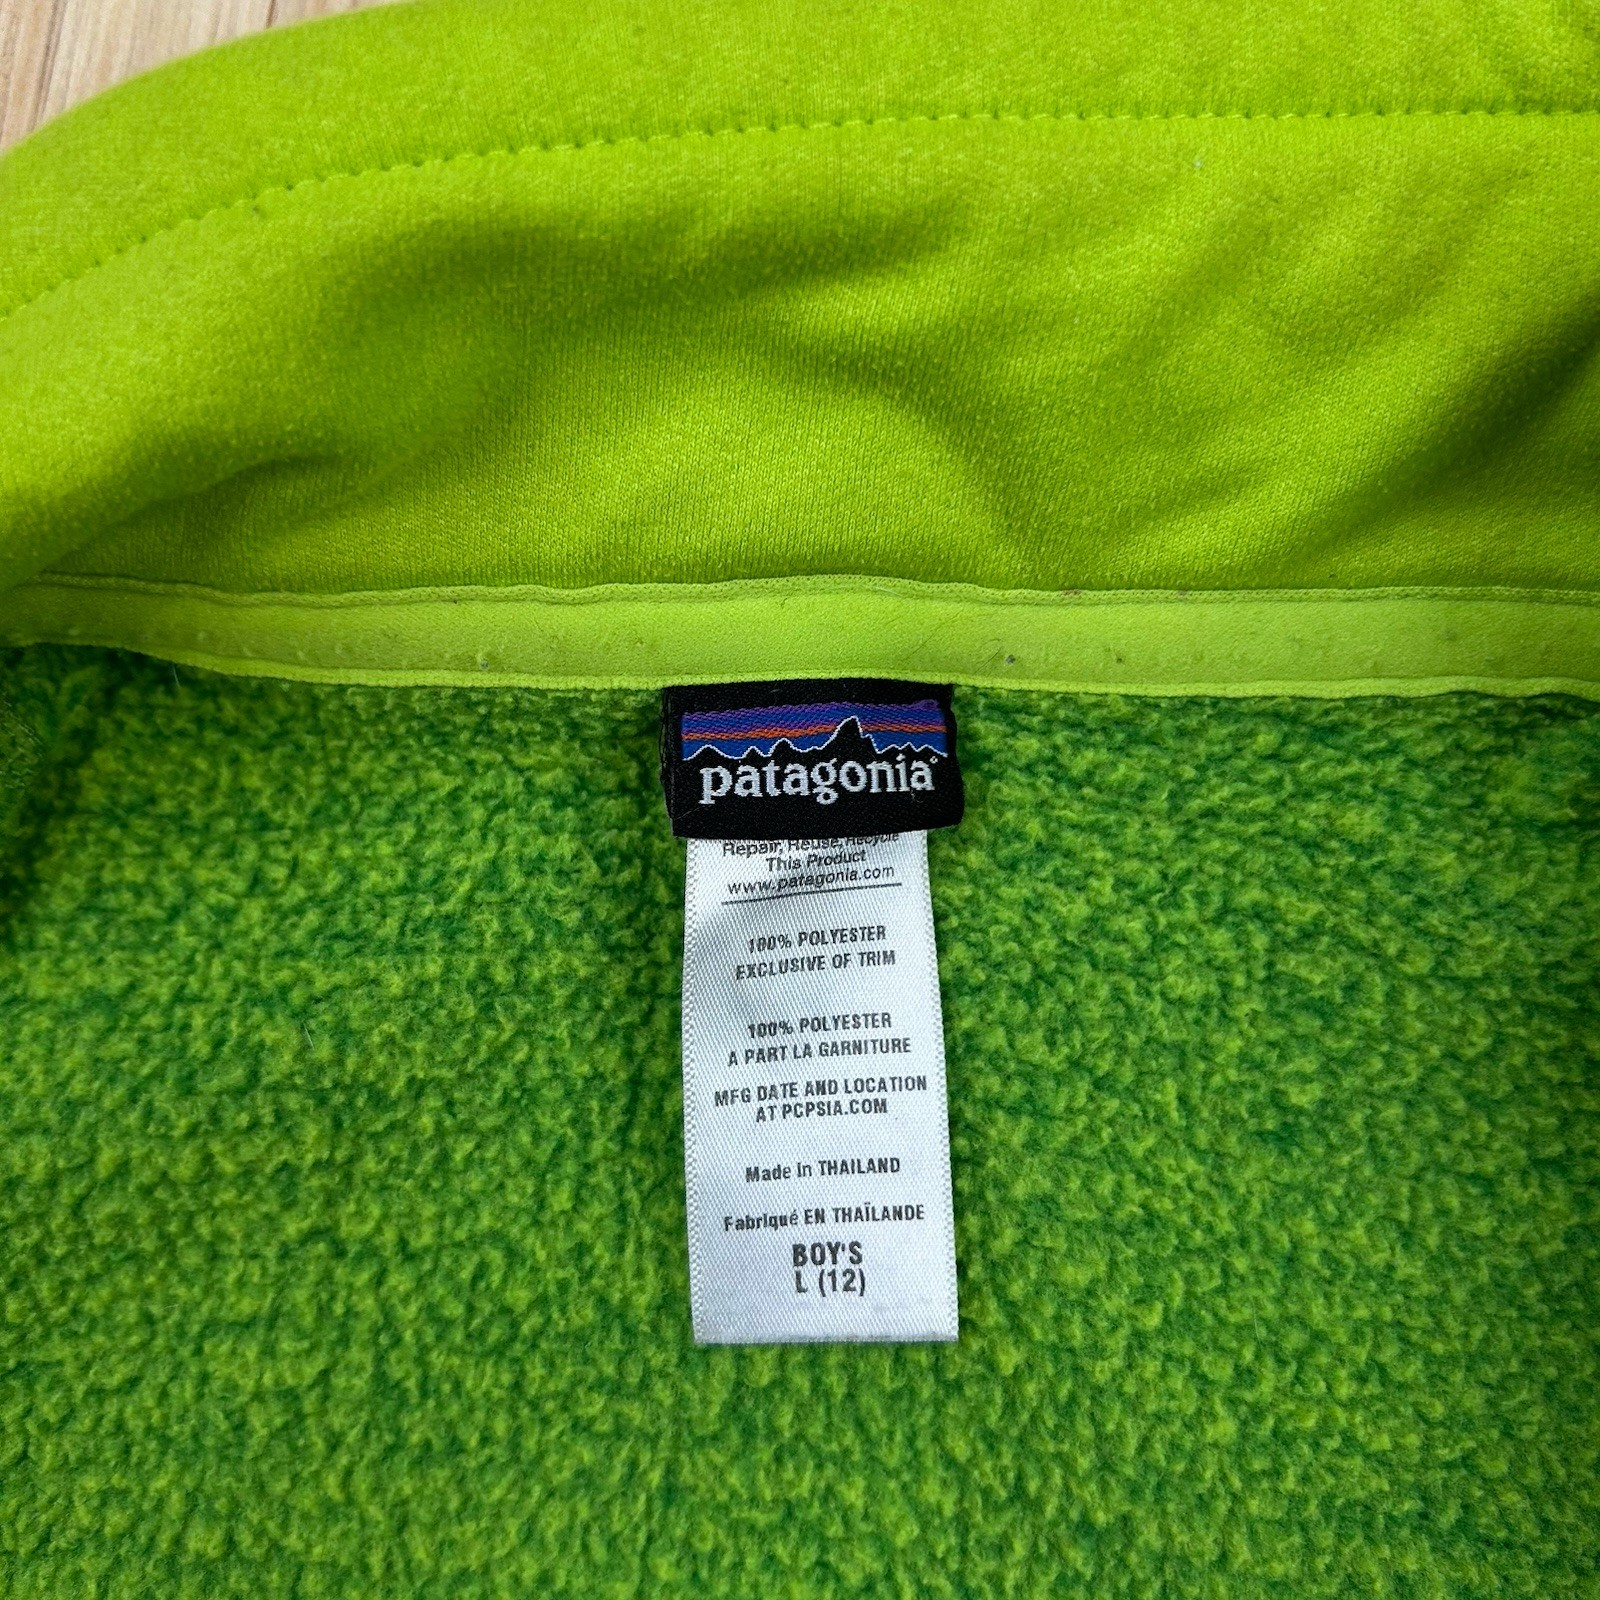 patagonia®
Repair, Reuse, Recycle
This Product
www.patagonia.com
100% POLYESTER
EXCLUSIVE OF TRIM
100% POLYESTER
A PART LA GARNITURE
MFG DATE AND LOCATION
AT PCPSIA.COM
Made in THAILAND
Fabriqué EN THAÏLANDE
BOY'S
L (12)